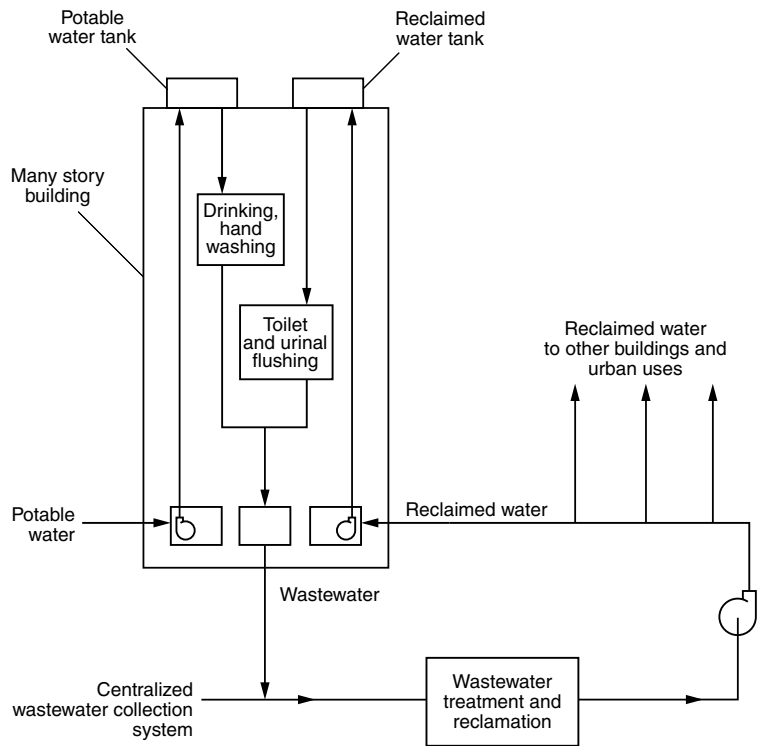 Potable
water tank
Reclaimed
water tank
Many story
building
Drinking,
hand
washing
Toilet
and urinal
flushing
Reclaimed water
to other buildings and
urban uses
Potable
water
Reclaimed water
Wastewater
Centralized
wastewater collection
system
Wastewater
treatment and
reclamation